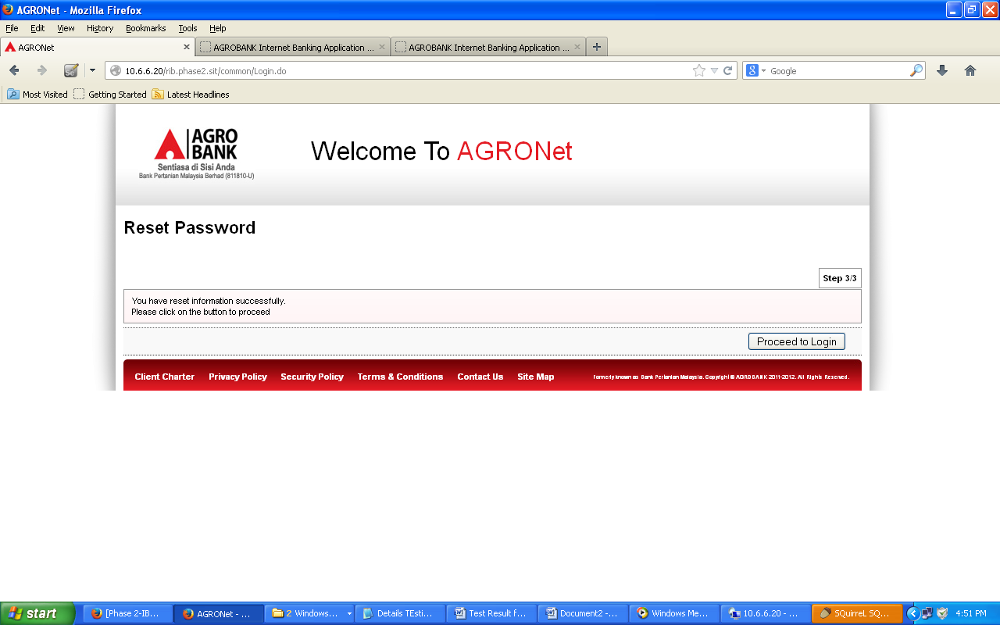 AGRONet - Mozilla Firefox
File Edit View History Bookmarks Tools Help
AGRONet
AGROBANK Internet Banking Application ...
AGROBANK Internet Banking Application ...
10.6.6.20/rib.phase2.sit/common/Login.do
Google
Most Visited Getting Started Latest Headlines
AGRO
BANK
Sentiasa di Sisi Anda
Bank Pertanian Malaysia Berhad (811810-U)
Welcome To AGRONet
Reset Password
Step 3/3
You have reset information successfully.
Please click on the button to proceed
Proceed to Login
Client Charter Privacy Policy Security Policy Terms & Conditions Contact Us Site Map
Formerly known as Bank Pertanian Malaysia. Copyright © AGROBANK 2011-2012. All Rights Reserved.
start
[Phase 2-IB...
AGRONet - ...
2 Windows...
Details TEsti...
Test Result f...
Document2 -...
Windows Me...
10.6.6.20 - ...
SQuirreL SQ...
4:51 PM